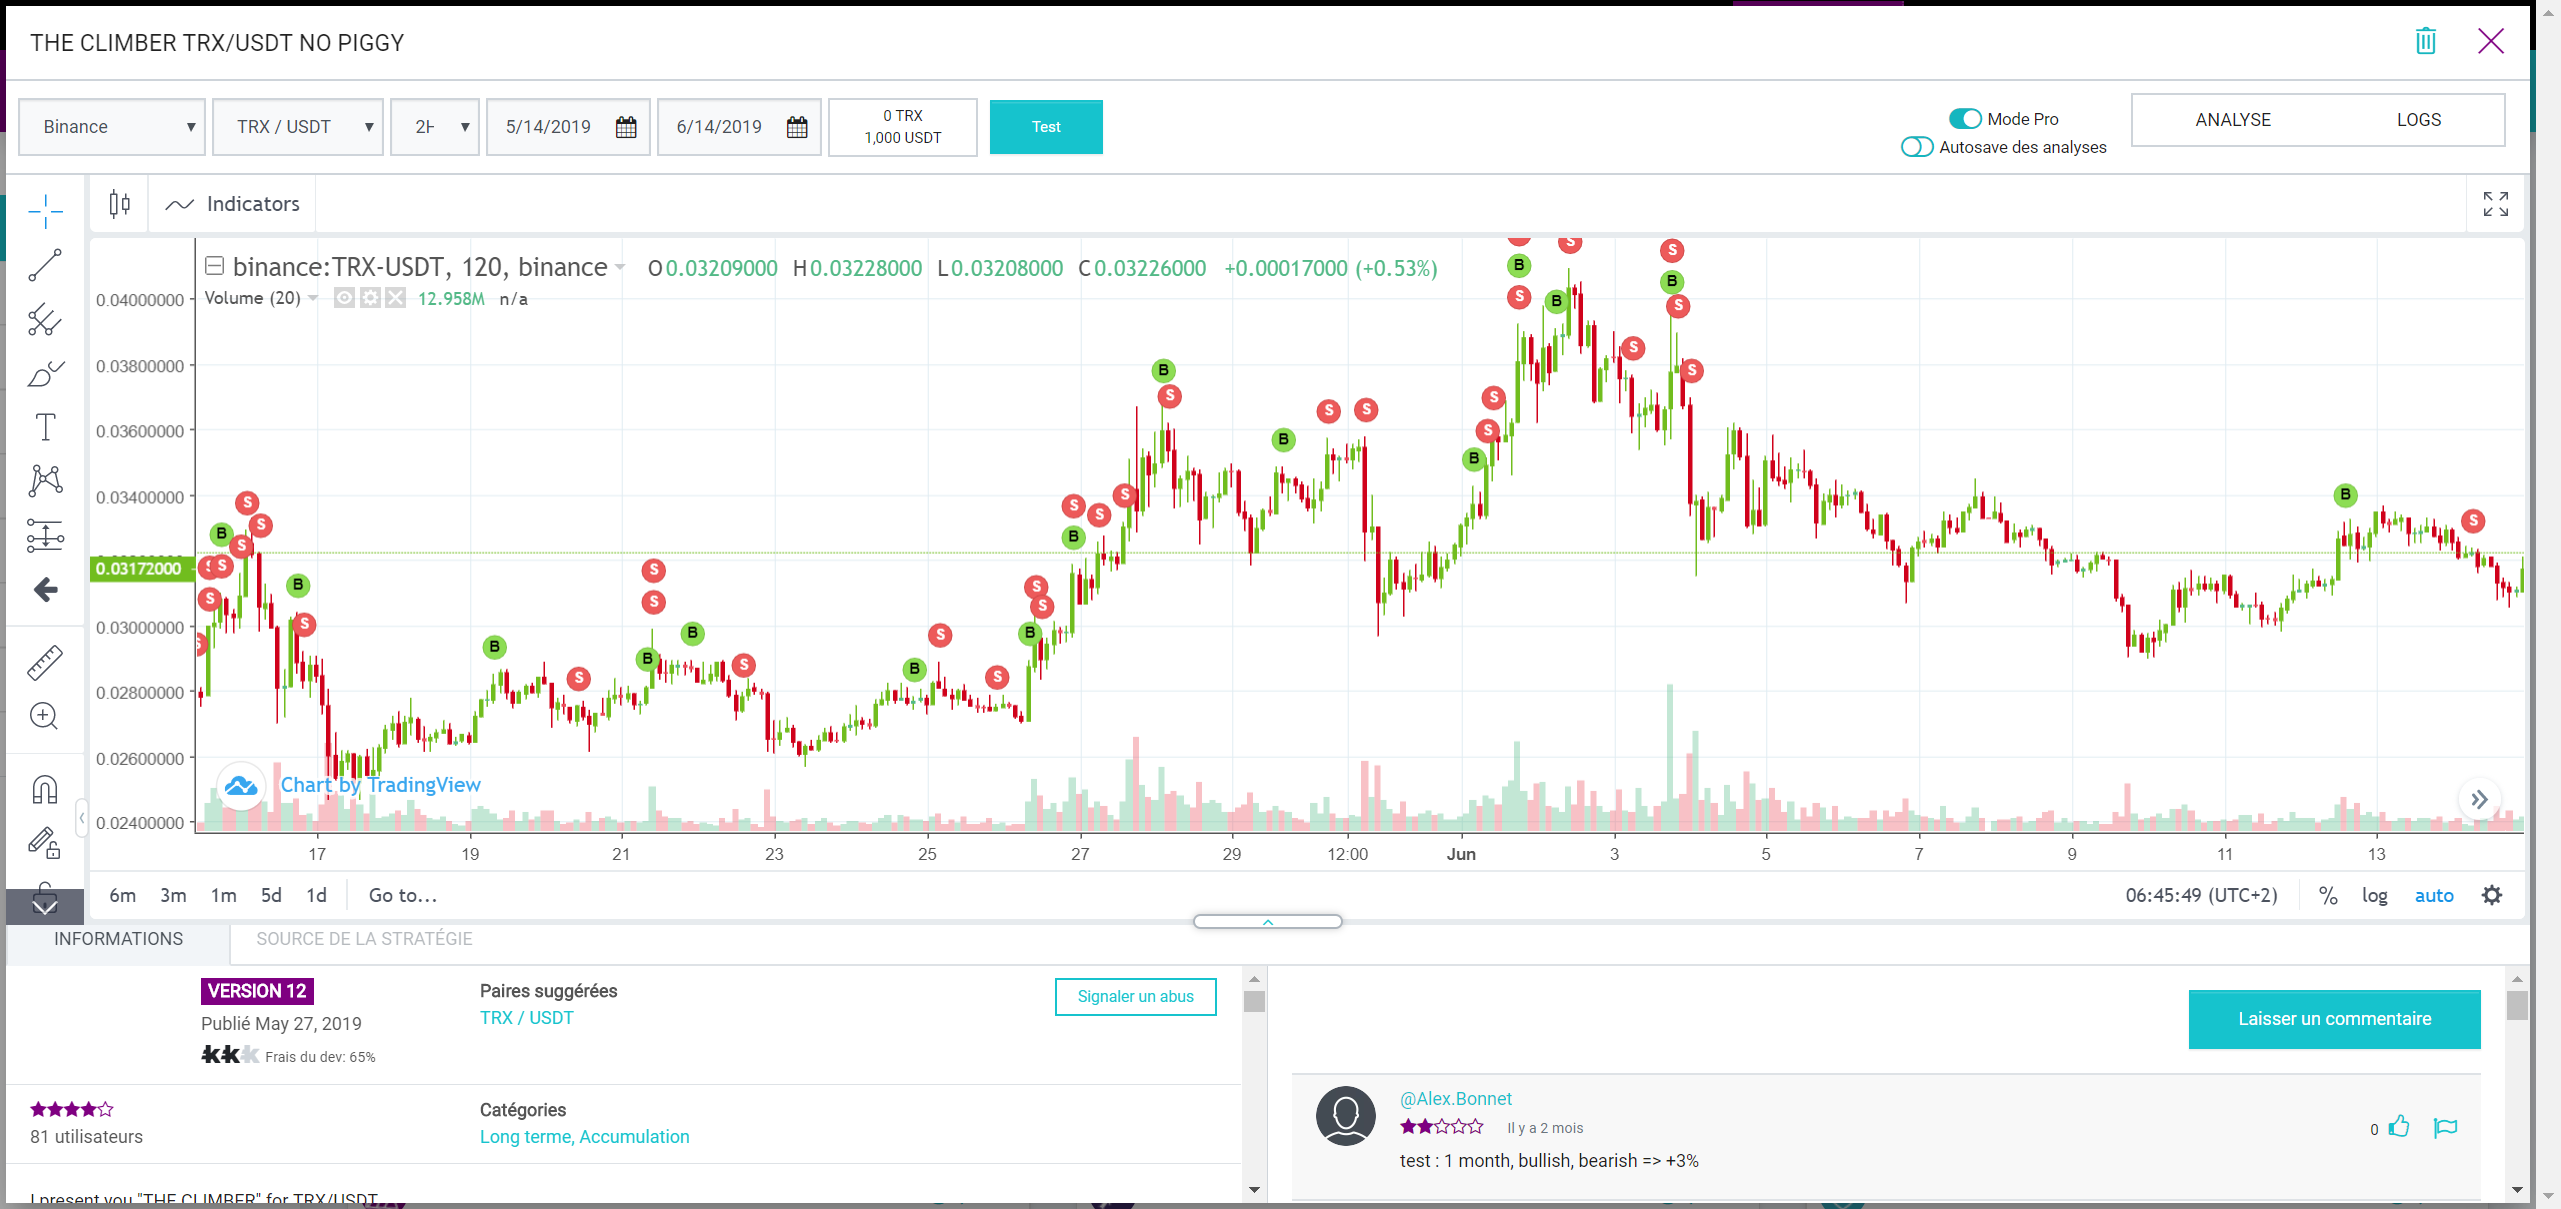 THE CLIMBER TRX/USDT NO PIGGY
Binance
TRX / USDT
2H
5/14/2019
6/14/2019
0 TRX
1,000 USDT
Test
Mode Pro
Autosave des analyses
ANALYSE
LOGS
Indicators
binance:TRX-USDT, 120, binance O0.03209000 H0.03228000 L0.03208000 C0.03226000 +0.00017000 (+0.53%)
Volume (20) 12.958M n/a
0.04000000
0.03800000
0.03600000
0.03400000
0.03172000
0.03000000
0.02800000
0.02600000
0.02400000
Chart by TradingView
17 19 21 23 25 27 29 12:00 Jun 3 5 7 9 11 13
6m 3m 1m 5d 1d Go to...
06:45:49 (UTC+2) % log auto
INFORMATIONS
SOURCE DE LA STRATÉGIE
VERSION 12
Publié May 27, 2019
Frais du dev: 65%
Paires suggérées
TRX / USDT
Signaler un abus
81 utilisateurs
Catégories
Long terme, Accumulation
I present you "THE CLIMBER" for TRX/USDT
Laisser un commentaire
@Alex.Bonnet
Il y a 2 mois
0
test : 1 month, bullish, bearish => +3%